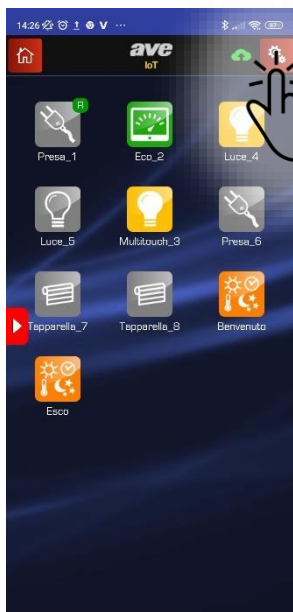 14:26
ave
IoT
A
Presa_1
Eco_2
Luce_4
Luce_5
Multitouch_3
Presa_6
Tapparella_7
Tapparella_8
Benvenuto
Esco